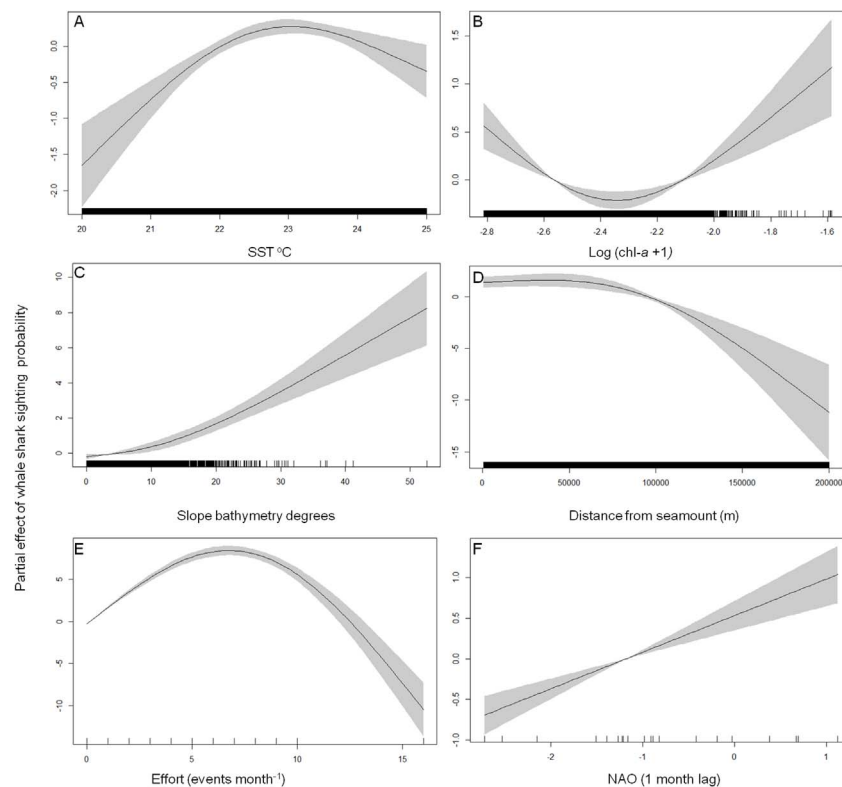 Partial effect of whale shark sighting probability
A
0.0
-0.5
-1.0
-1.5
-2.0
20 21 22 23 24 25
SST ⁰C
B
1.5
1.0
0.5
0.0
-2.8 -2.6 -2.4 -2.2 -2.0 -1.8 -1.6
Log (chl-a +1)
C
10
8
6
4
2
0
0 10 20 30 40 50
Slope bathymetry degrees
D
0
-5
-10
-15
0 50000 100000 150000 200000
Distance from seamount (m)
E
5
0
-5
-10
0 5 10 15
Effort (events month⁻¹)
F
1.0
0.5
0.0
-0.5
-1.0
-2 -1 0 1
NAO (1 month lag)